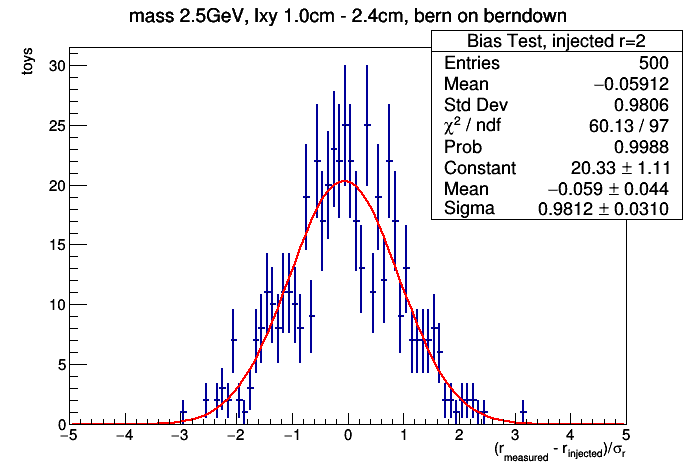 mass 2.5GeV, lxy 1.0cm - 2.4cm, bern on berndown
Bias Test, injected r=2
Entries 500
Mean −0.05912
Std Dev 0.9806
χ² / ndf 60.13 / 97
Prob 0.9988
Constant 20.33 ± 1.11
Mean −0.059 ± 0.044
Sigma 0.9812 ± 0.0310
toys
30
25
20
15
10
5
0
−5 −4 −3 −2 −1 0 1 2 3 4 5
(r_measured - r_injected)/σ_r